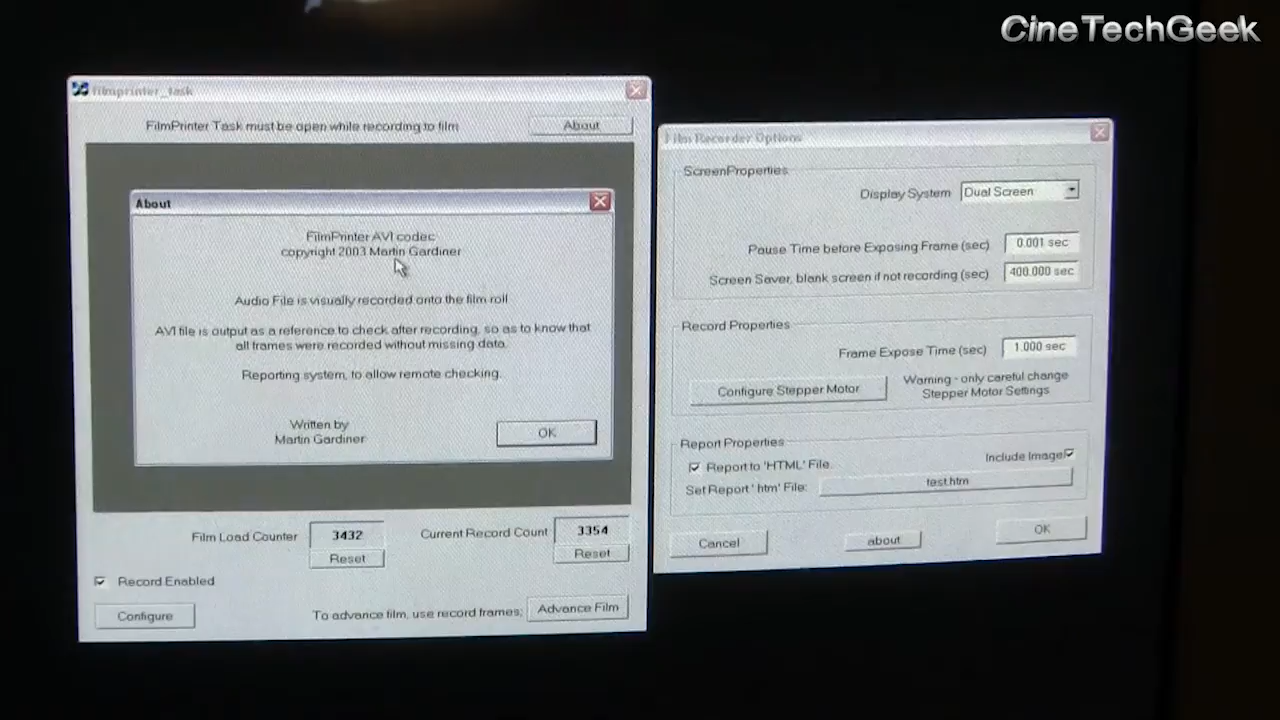 CineTechGeek
filmprinter_task
FilmPrinter Task must be open while recording to film
About
About
FilmPrinter AVI codec
copyright 2003 Martin Gardiner
Audio File is visually recorded onto the film roll
AVI file is output as a reference to check after recording, so as to know that
all frames were recorded without missing data.
Reporting system, to allow remote checking.
Written by
Martin Gardiner
OK
Film Load Counter
3432
Reset
Current Record Count
3354
Reset
Record Enabled
Configure
To advance film, use record frames:
Advance Film
Film Recorder Options
ScreenProperties
Display System
Dual Screen
Pause Time before Exposing Frame (sec)
0.001 sec
Screen Saver, blank screen if not recording (sec)
400.000 sec
Record Properties
Frame Expose Time (sec)
1.000 sec
Configure Stepper Motor
Warning - only careful change
Stepper Motor Settings
Report Properties
Report to 'HTML' File.
Include Image
Set Report '.htm' File:
test.htm
Cancel
about
OK